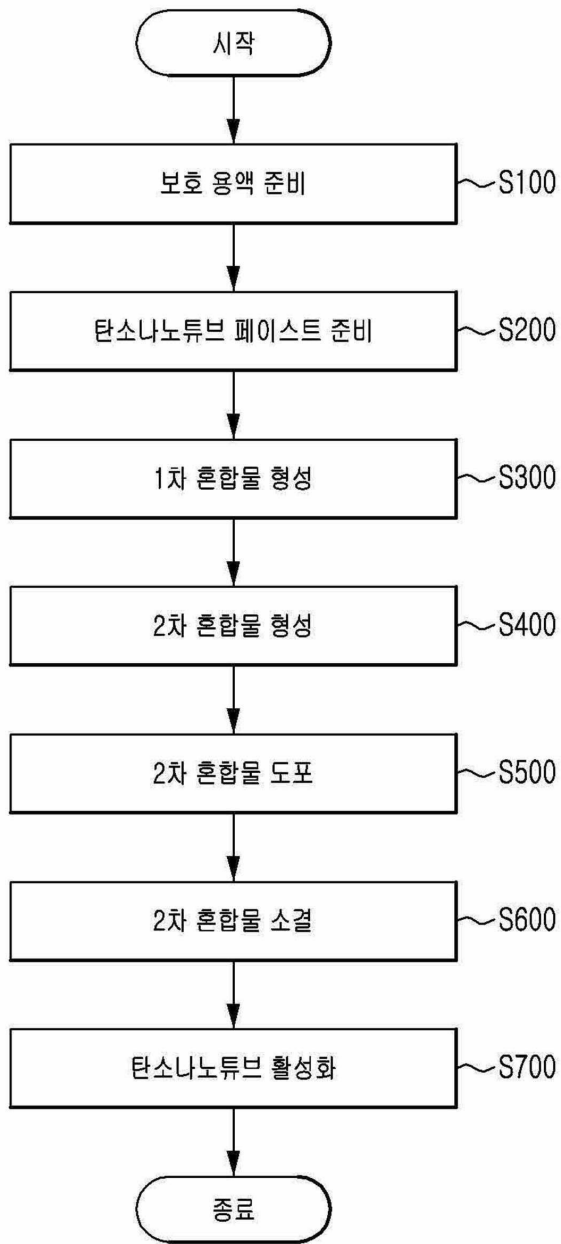 시작
보호 용액 준비 S100
탄소나노튜브 페이스트 준비 S200
1차 혼합물 형성 S300
2차 혼합물 형성 S400
2차 혼합물 도포 S500
2차 혼합물 소결 S600
탄소나노튜브 활성화 S700
종료